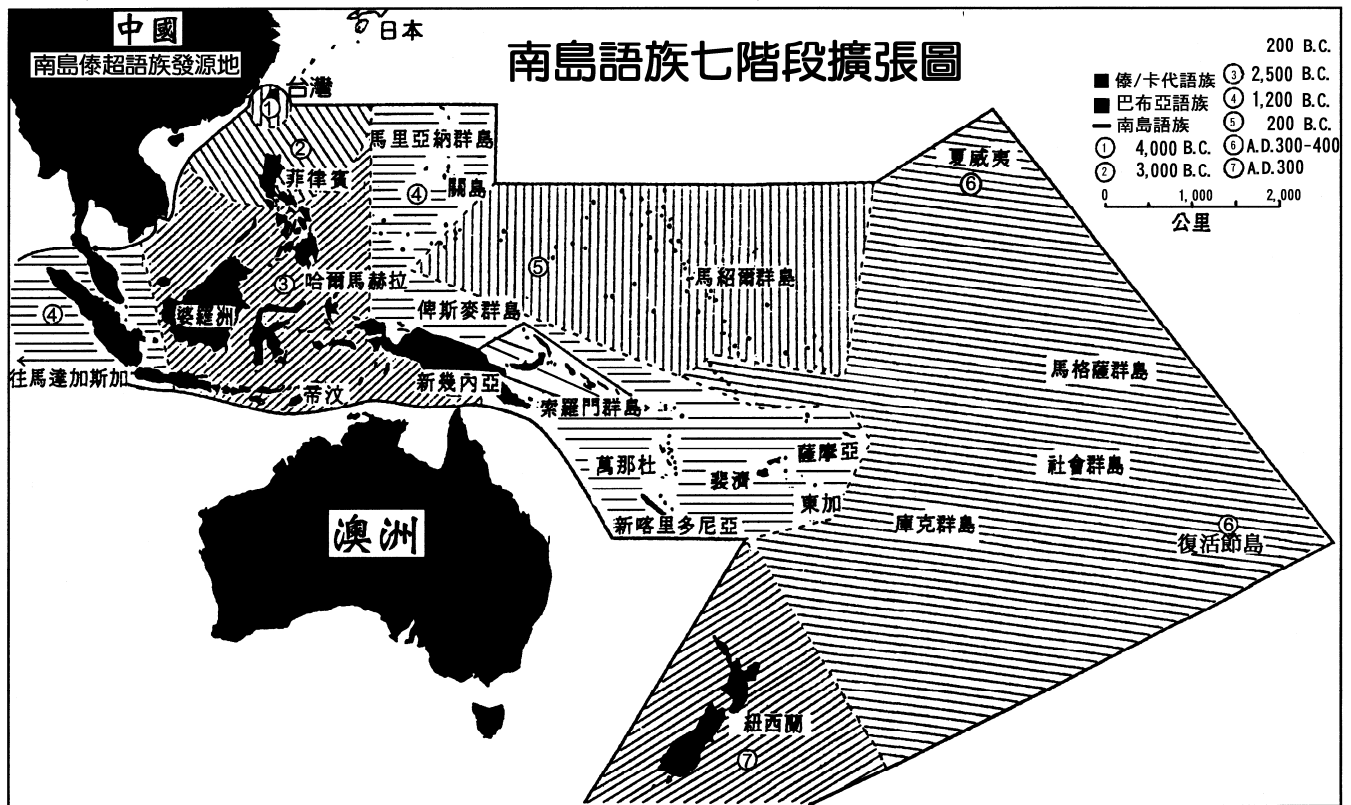 南島語族七階段擴張圖
中國
南島傣超語族發源地
日本
台灣
①
②
菲律賓
馬里亞納群島
關島
④
夏威夷
⑥
200 B.C.
■ 傣/卡代語族 ③ 2,500 B.C.
■ 巴布亞語族 ④ 1,200 B.C.
— 南島語族 ⑤ 200 B.C.
① 4,000 B.C. ⑥ A.D.300-400
② 3,000 B.C. ⑦ A.D.300
0 1,000 2,000
公里
③
哈爾馬赫拉
⑤
馬紹爾群島
④
婆羅洲
俾斯麥群島
往馬達加斯加
帝汶
新幾內亞
索羅門群島
馬格薩群島
萬那杜
斐濟
薩摩亞
東加
社會群島
新喀里多尼亞
庫克群島
⑥
復活節島
澳洲
紐西蘭
⑦